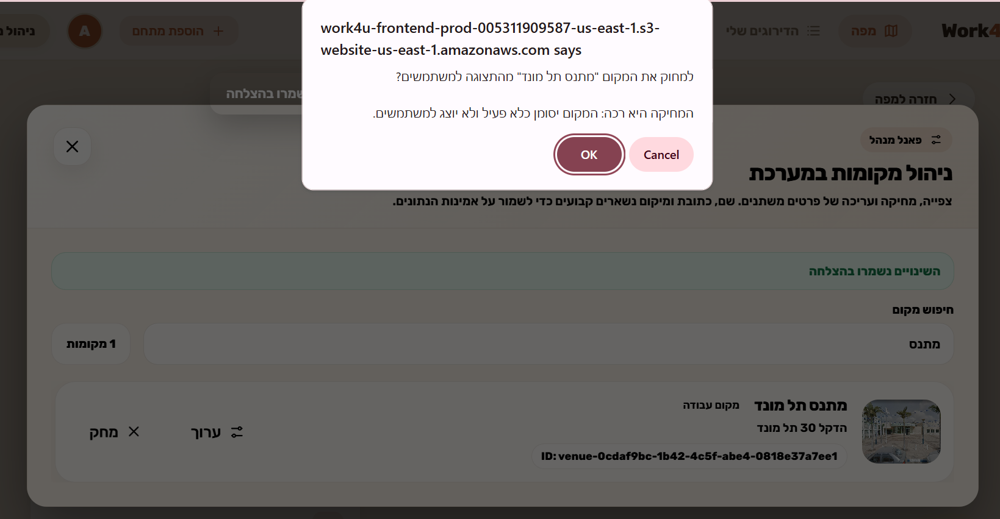 work4u-frontend-prod-005311909587-us-east-1.s3-
website-us-east-1.amazonaws.com says
למחוק את המקום "מתנס תל מונד" מהתצוגה למשתמשים?
המחיקה היא רכה: המקום יסומן כלא פעיל ולא יוצג למשתמשים.
OK
Cancel
Work4
מפה
הדירוגים שלי
הוספת מתחם
A
ניהול
חזרה למפה
בהצלחה
פאנל מנהל
ניהול מקומות במערכת
צפייה, מחיקה ועריכה של פרטים משתנים. שם, כתובת ומיקום נשארים קבועים כדי לשמור על אמינות הנתונים.
השינויים נשמרו בהצלחה
חיפוש מקום
מתנס
1 מקומות
מתנס תל מונד
מקום עבודה
הדקל 30 תל מונד
ID: venue-0cdaf9bc-1b42-4c5f-abe4-0818e37a7ee1
ערוך
מחק